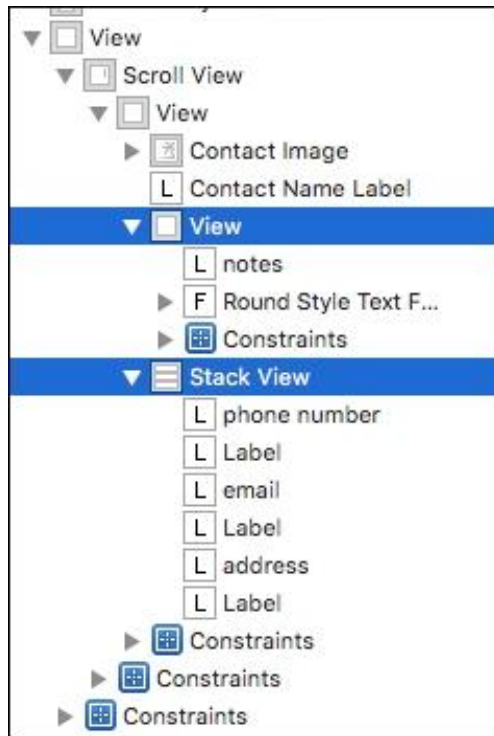 View
Scroll View
View
Contact Image
L Contact Name Label
View
L notes
F Round Style Text F...
Constraints
Stack View
L phone number
L Label
L email
L Label
L address
L Label
Constraints
Constraints
Constraints